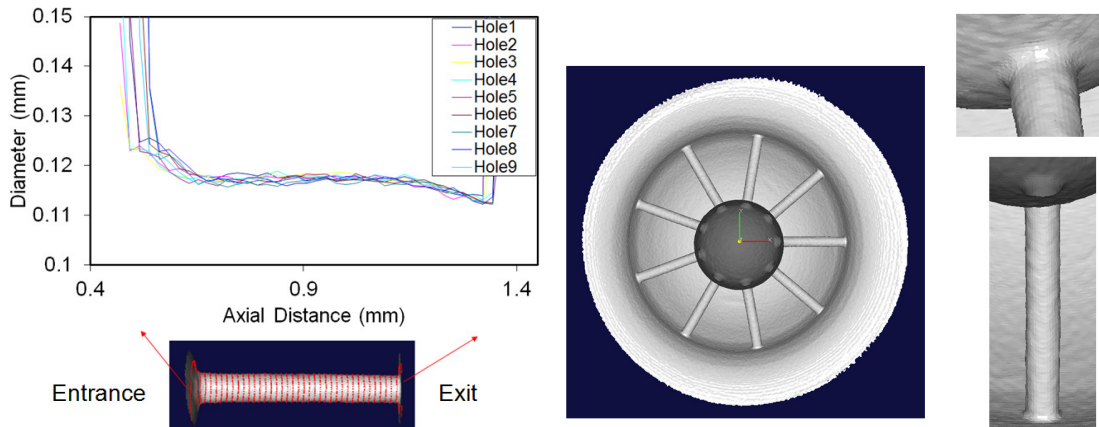 0.15
0.14
0.13
0.12
0.11
0.1
Diameter (mm)
Hole1
Hole2
Hole3
Hole4
Hole5
Hole6
Hole7
Hole8
Hole9
0.4
0.9
1.4
Axial Distance (mm)
Entrance
Exit